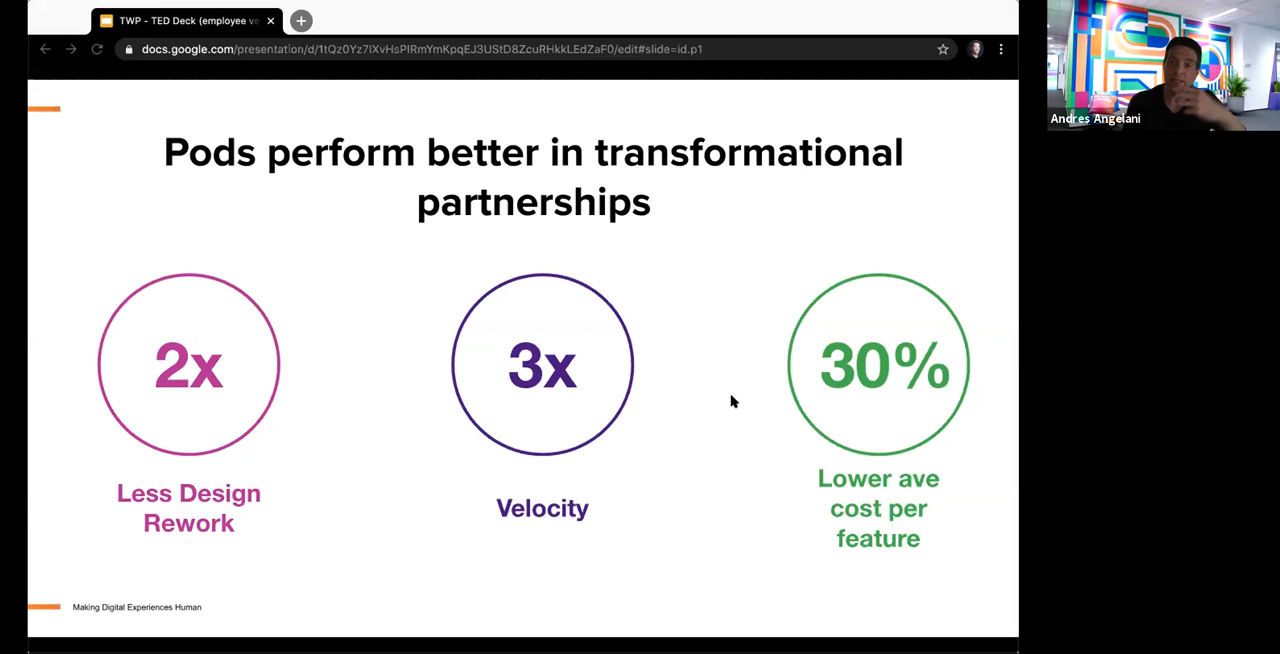 TWP - TED Deck (employee ve
docs.google.com/presentation/d/1tQz0Yz7lXvHsPIRmYmKpqEJ3UStD8ZcuRHkkLEdZaF0/edit#slide=id.p1
Andres Angelani
Pods perform better in transformational
partnerships
2x
3x
30%
Less Design
Rework
Velocity
Lower ave
cost per
feature
Making Digital Experiences Human